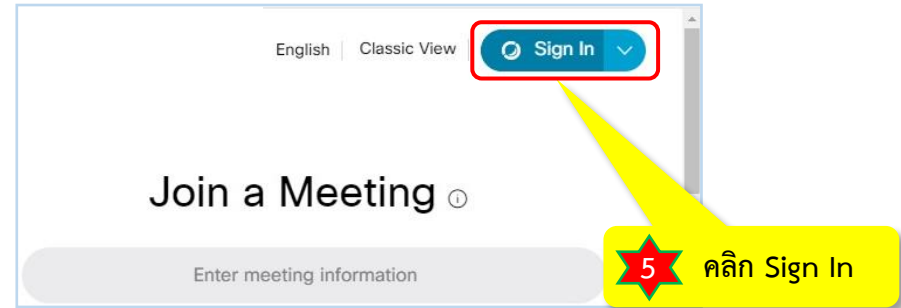 English Classic View Sign In
Join a Meeting
Enter meeting information
5 คลิก Sign In